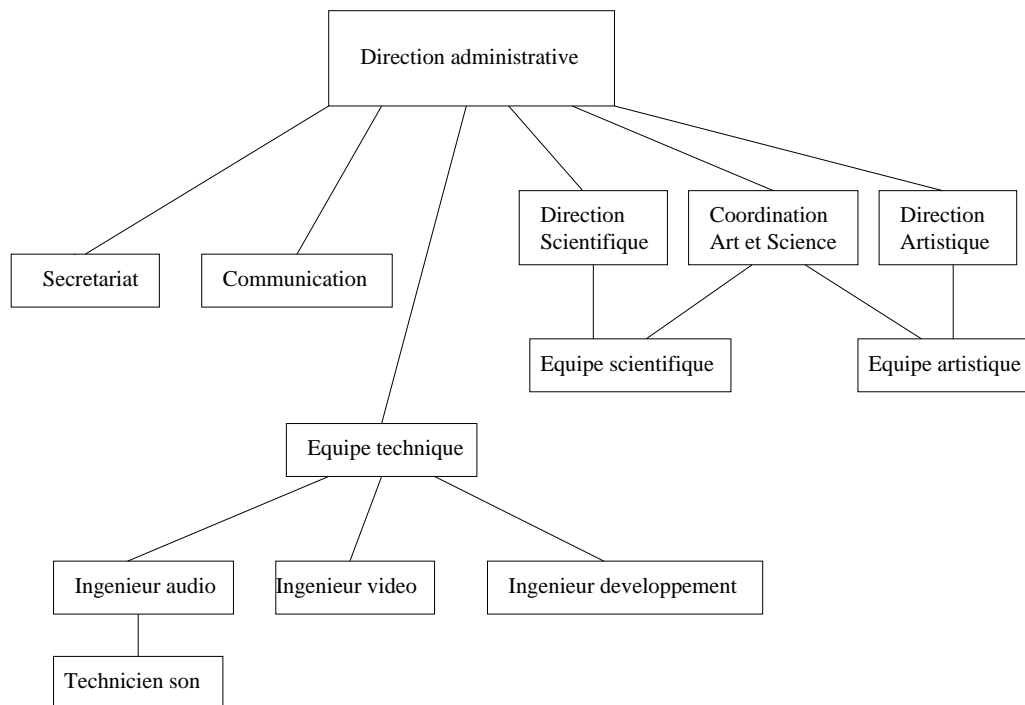 Direction administrative
Direction
Scientifique
Coordination
Art et Science
Direction
Artistique
Secretariat
Communication
Equipe scientifique
Equipe artistique
Equipe technique
Ingenieur audio
Ingenieur video
Ingenieur developpement
Technicien son